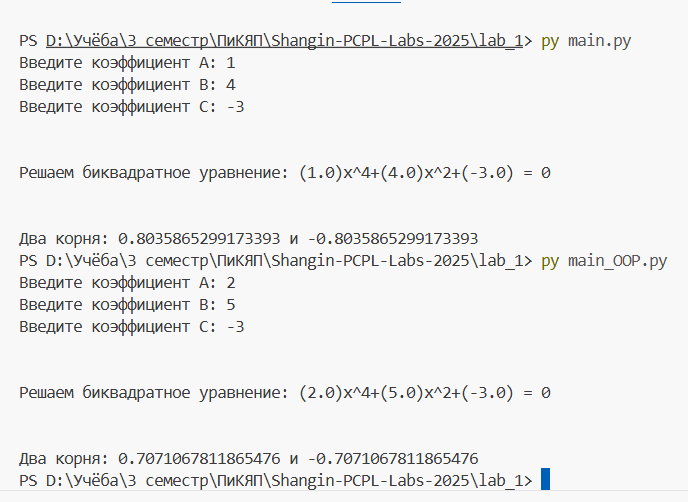 PS D:\Учёба\3 семестр\ПиКЯП\Shangin-PCPL-Labs-2025\lab_1> py main.py
Введите коэффициент A: 1
Введите коэффициент B: 4
Введите коэффициент C: -3
Решаем биквадратное уравнение: (1.0)x^4+(4.0)x^2+(-3.0) = 0
Два корня: 0.8035865299173393 и -0.8035865299173393
PS D:\Учёба\3 семестр\ПиКЯП\Shangin-PCPL-Labs-2025\lab_1> py main_OOP.py
Введите коэффициент A: 2
Введите коэффициент B: 5
Введите коэффициент C: -3
Решаем биквадратное уравнение: (2.0)x^4+(5.0)x^2+(-3.0) = 0
Два корня: 0.7071067811865476 и -0.7071067811865476
PS D:\Учёба\3 семестр\ПиКЯП\Shangin-PCPL-Labs-2025\lab_1>